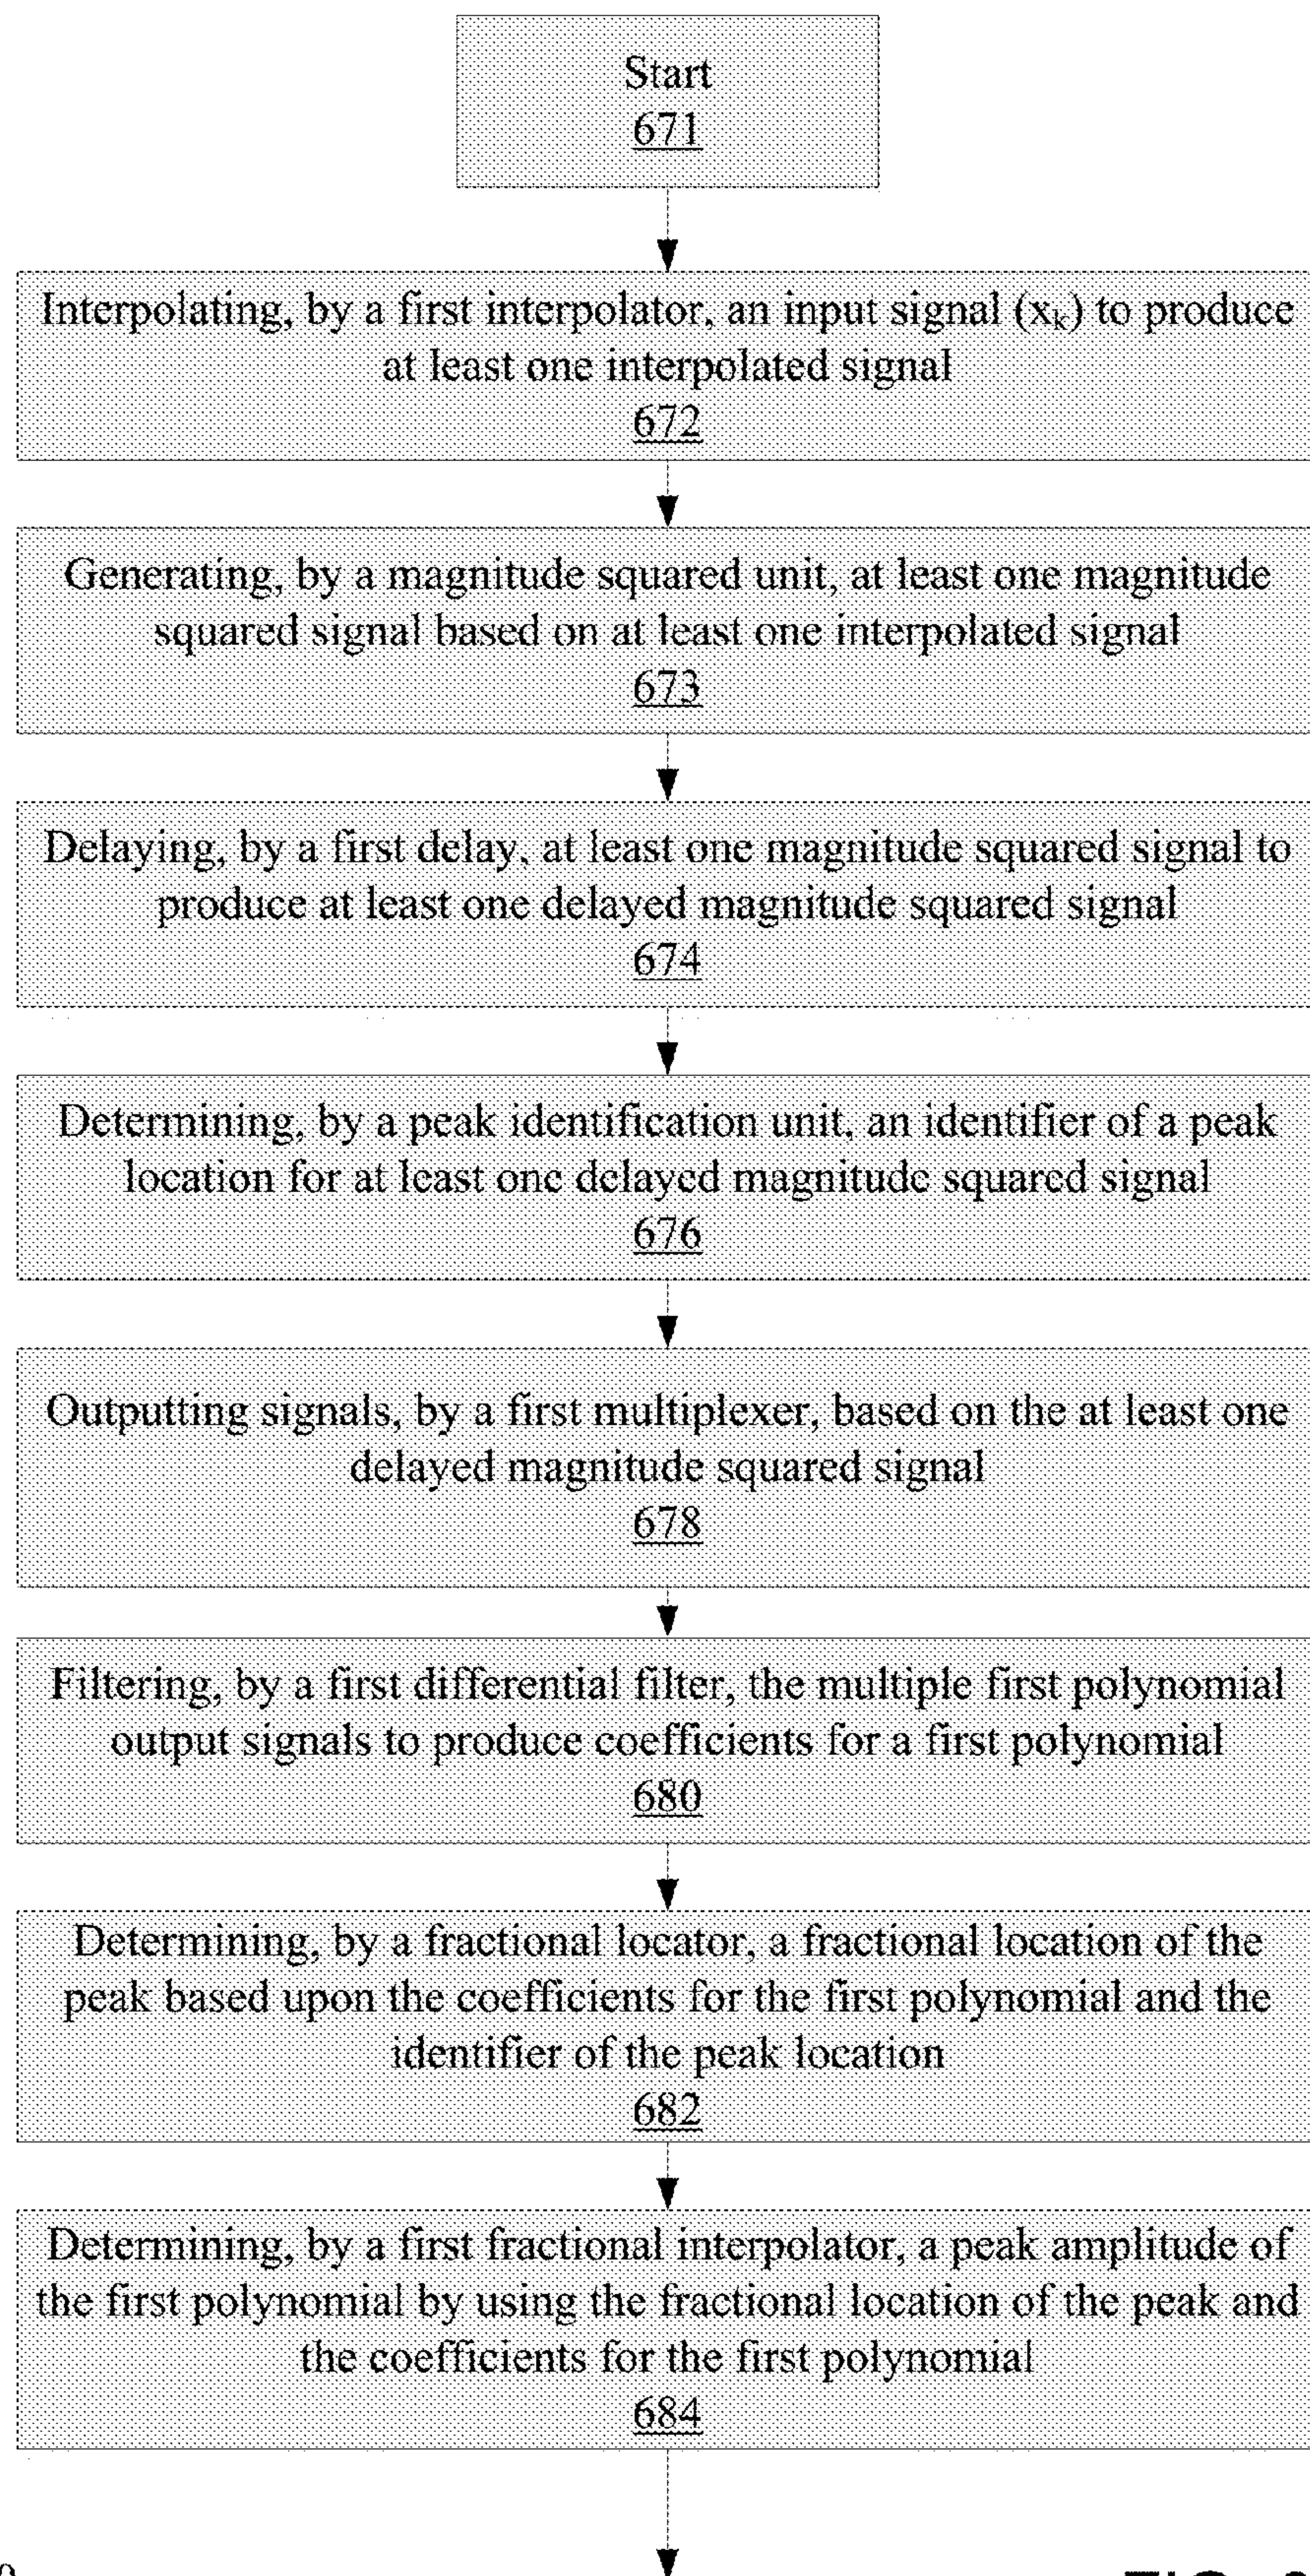 Start
671
Interpolating, by a first interpolator, an input signal (xk) to produce
at least one interpolated signal
672
Generating, by a magnitude squared unit, at least one magnitude
squared signal based on at least one interpolated signal
673
Delaying, by a first delay, at least one magnitude squared signal to
produce at least one delayed magnitude squared signal
674
Determining, by a peak identification unit, an identifier of a peak
location for at least one delayed magnitude squared signal
676
Outputting signals, by a first multiplexer, based on the at least one
delayed magnitude squared signal
678
Filtering, by a first differential filter, the multiple first polynomial
output signals to produce coefficients for a first polynomial
680
Determining, by a fractional locator, a fractional location of the
peak based upon the coefficients for the first polynomial and the
identifier of the peak location
682
Determining, by a first fractional interpolator, a peak amplitude of
the first polynomial by using the fractional location of the peak and
the coefficients for the first polynomial
684